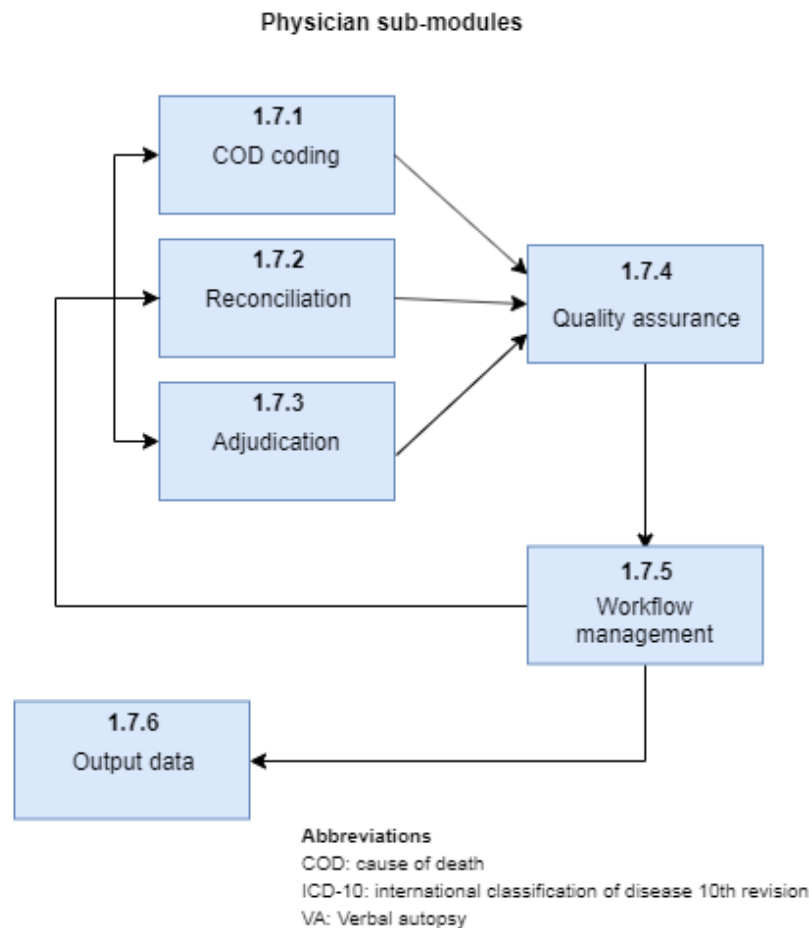 Physician sub-modules
1.7.1
COD coding
1.7.2
Reconciliation
1.7.3
Adjudication
1.7.4
Quality assurance
1.7.5
Workflow
management
1.7.6
Output data
Abbreviations
COD: cause of death
ICD-10: international classification of disease 10th revision
VA: Verbal autopsy